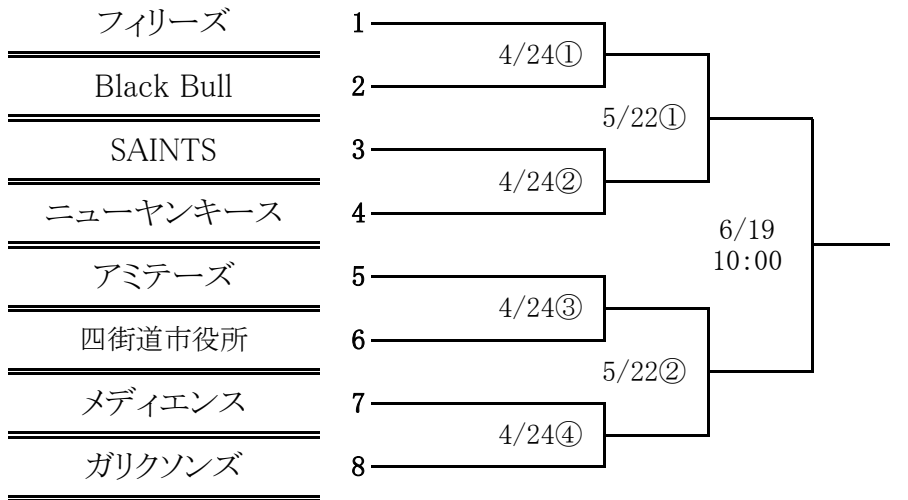 フィリーズ 1
4/24①
Black Bull 2
5/22①
SAINTS 3
4/24②
ニューヤンキース 4
6/19
10:00
アミテーズ 5
4/24③
四街道市役所 6
5/22②
メディエンス 7
4/24④
ガリクソンズ 8